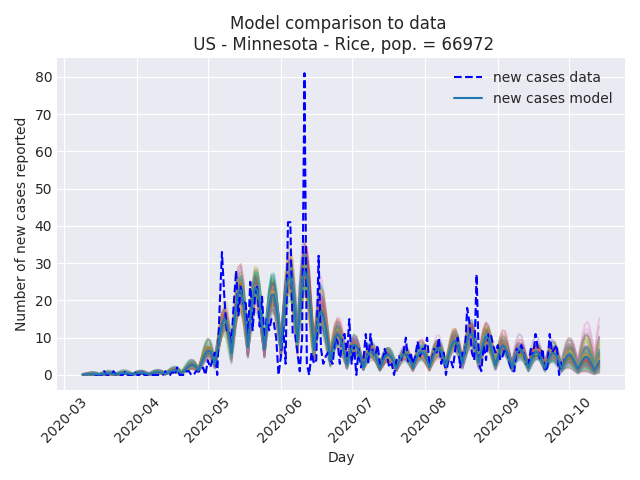 Model comparison to data
US - Minnesota - Rice, pop. = 66972
new cases data
new cases model
Number of new cases reported
80
70
60
50
40
30
20
10
0
2020-03
2020-04
2020-05
2020-06
2020-07
2020-08
2020-09
2020-10
Day